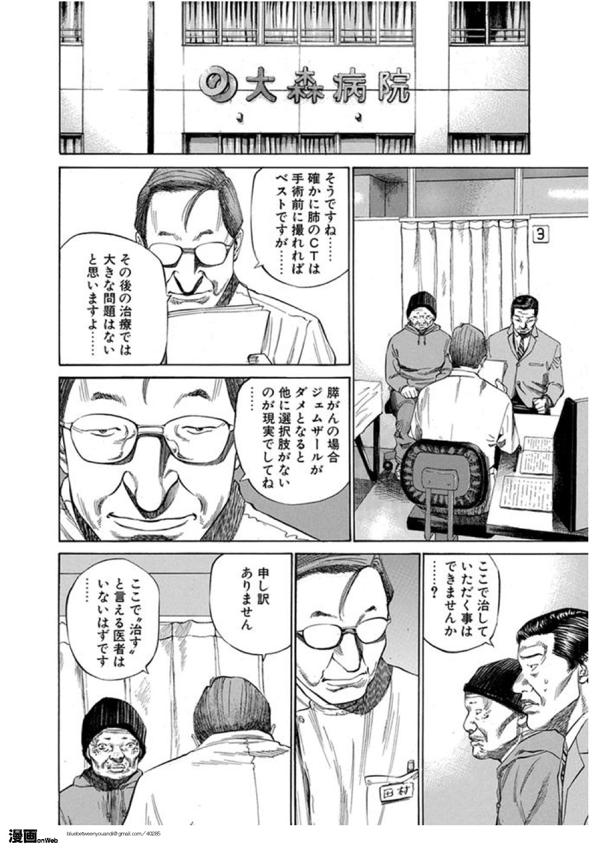 大森病院
3
そうですね……
確かに肺のCTは
手術前に撮れれば
ベストですが……
その後の治療では
大きな問題はない
と思いますよ……
膵がんの場合
ジェムザールが
ダメとなると
他に選択肢がない
のが現実でしてね
ここで治して
いただく事は
できませんか
……?
申し訳
ありません
田村
ここで〝治す〟
と言える医者は
いないはずです
……
漫画 on Web
bluebetweenyouandi@gmail.com/40285